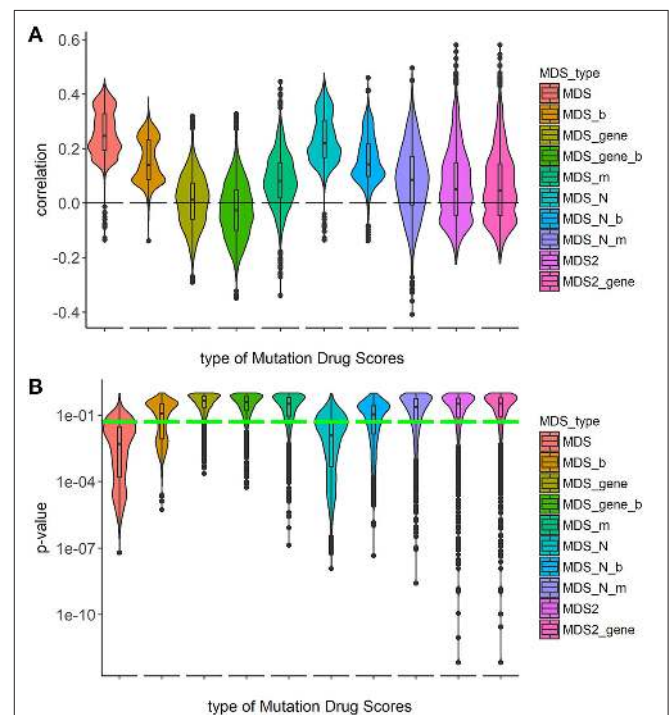 A
0.6
0.4
0.2
0.0
-0.2
-0.4
correlation
type of Mutation Drug Scores
MDS_type
MDS
MDS_b
MDS_gene
MDS_gene_b
MDS_m
MDS_N
MDS_N_b
MDS_N_m
MDS2
MDS2_gene
B
1e-01
1e-04
1e-07
1e-10
p-value
type of Mutation Drug Scores
MDS_type
MDS
MDS_b
MDS_gene
MDS_gene_b
MDS_m
MDS_N
MDS_N_b
MDS_N_m
MDS2
MDS2_gene